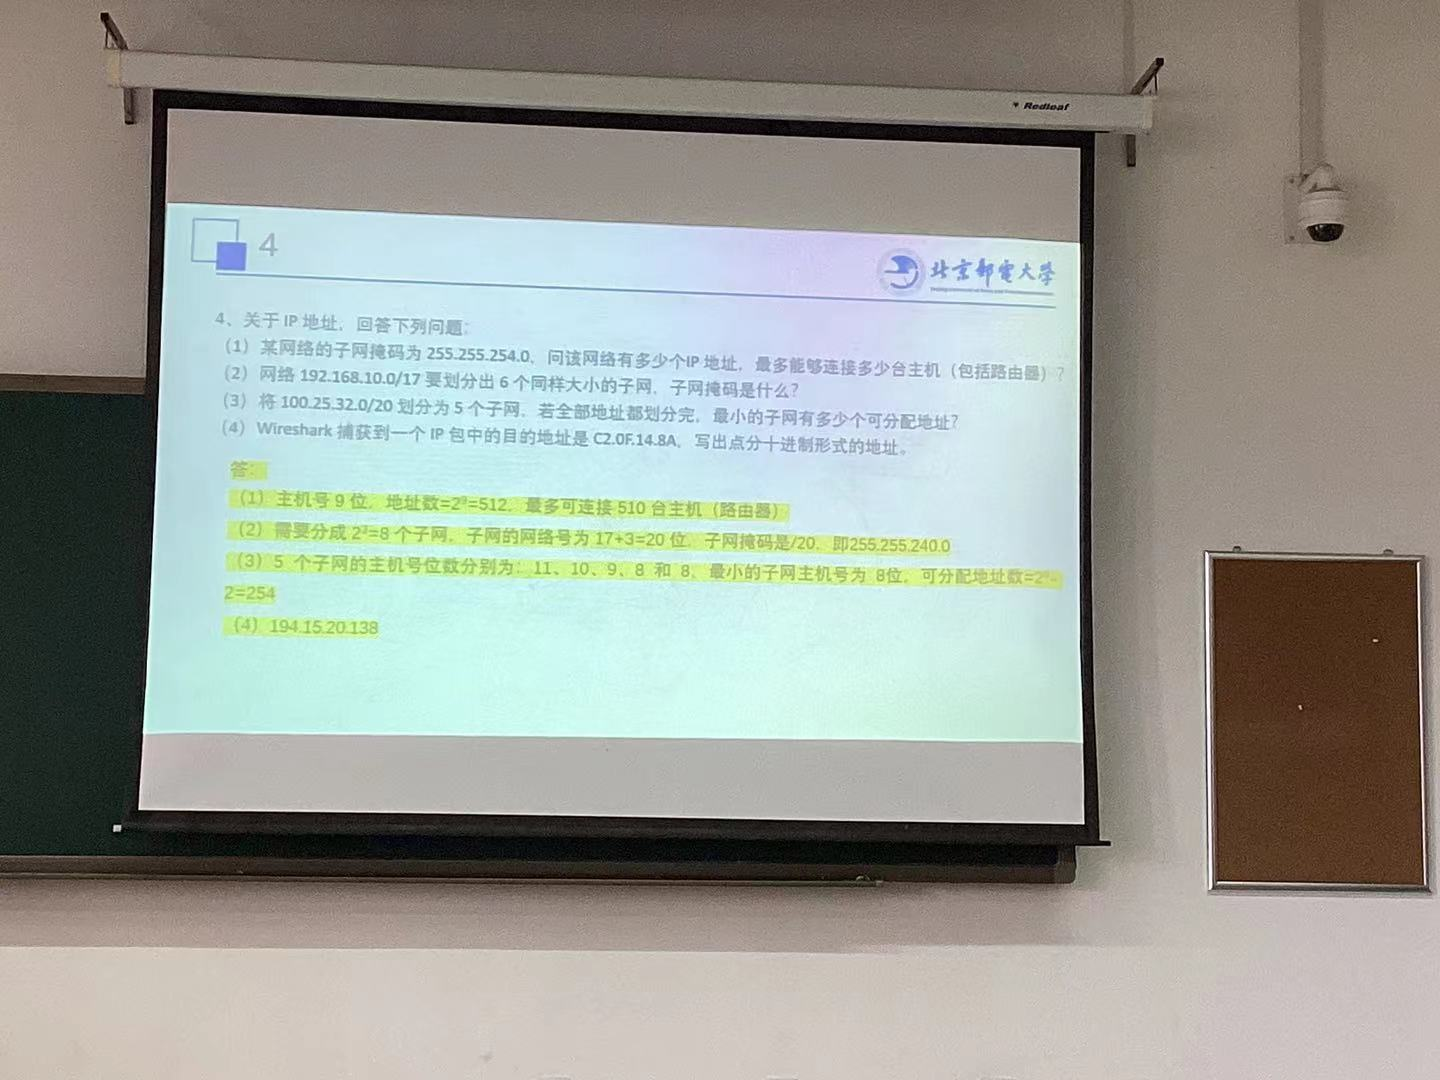 Redleaf
4
北京邮电大学
4、关于 IP 地址，回答下列问题：
（1）某网络的子网掩码为 255.255.254.0，问该网络有多少个IP 地址，最多能够连接多少台主机（包括路由器）？
（2）网络 192.168.10.0/17 要划分出 6 个同样大小的子网，子网掩码是什么？
（3）将 100.25.32.0/20 划分为 5 个子网，若全部地址都划分完，最小的子网有多少个可分配地址？
（4）Wireshark 捕获到一个 IP 包中的目的地址是 C2.0F.14.8A，写出点分十进制形式的地址。
答：
（1）主机号 9 位，地址数=2⁹=512，最多可连接 510 台主机（路由器）
（2）需要分成 2³=8 个子网，子网的网络号为 17+3=20 位，子网掩码是/20，即255.255.240.0
（3）5 个子网的主机号位数分别为：11、10、9、8 和 8，最小的子网主机号为 8位，可分配地址数=2⁸-
2=254
（4）194.15.20.138